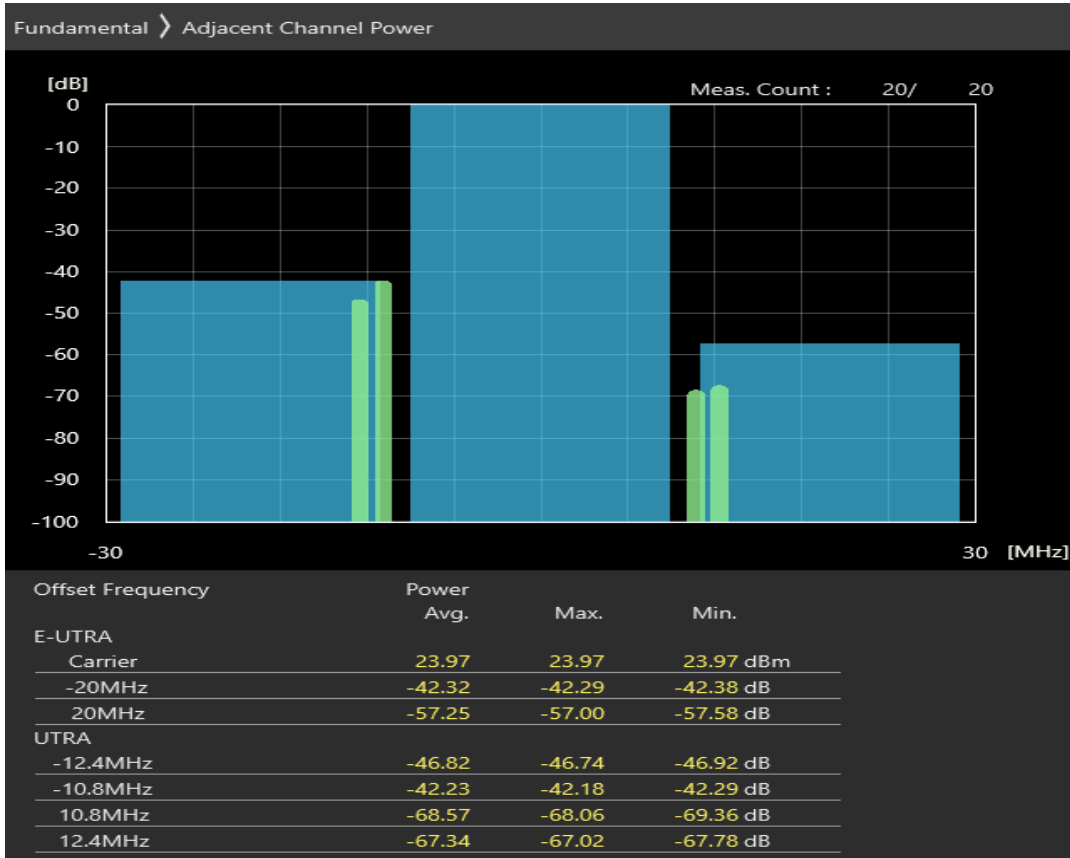 Fundamental 〉 Adjacent Channel Power
[dB]
Meas. Count : 20/ 20
0
-10
-20
-30
-40
-50
-60
-70
-80
-90
-100
-30 30 [MHz]
Offset Frequency Power
Avg. Max. Min.
E-UTRA
Carrier 23.97 23.97 23.97 dBm
-20MHz -42.32 -42.29 -42.38 dB
20MHz -57.25 -57.00 -57.58 dB
UTRA
-12.4MHz -46.82 -46.74 -46.92 dB
-10.8MHz -42.23 -42.18 -42.29 dB
10.8MHz -68.57 -68.06 -69.36 dB
12.4MHz -67.34 -67.02 -67.78 dB